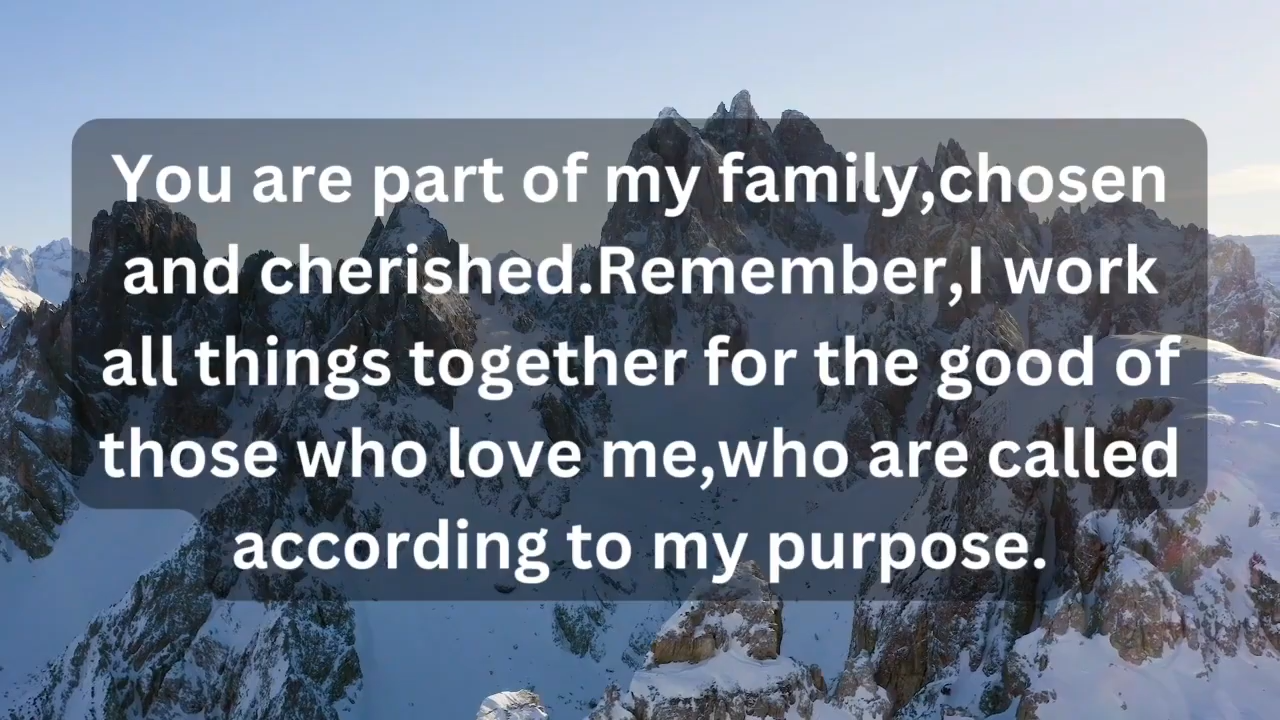 You are part of my family,chosen
and cherished.Remember,I work
all things together for the good of
those who love me,who are called
according to my purpose.